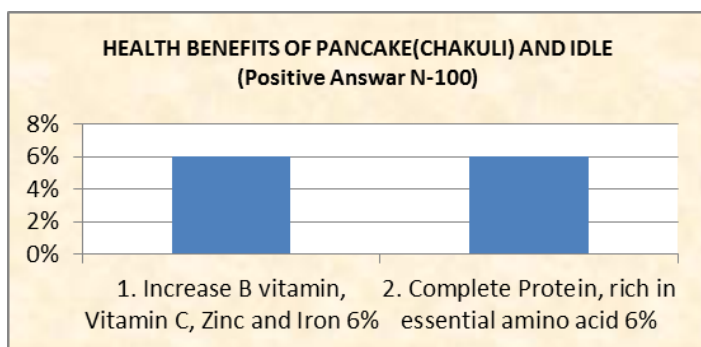 HEALTH BENEFITS OF PANCAKE(CHAKULI) AND IDLE
(Positive Answar N-100)
8%
6%
4%
2%
0%
1. Increase B vitamin,
Vitamin C, Zinc and Iron 6%
2. Complete Protein, rich in
essential amino acid 6%